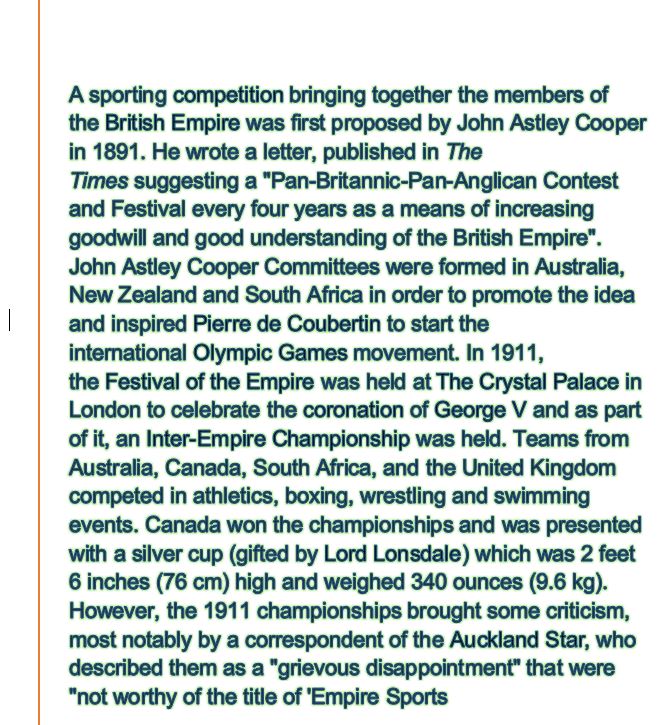 A sporting competition bringing together the members of
the British Empire was first proposed by John Astley Cooper
in 1891. He wrote a letter, published in The
Times suggesting a "Pan-Britannic-Pan-Anglican Contest
and Festival every four years as a means of increasing
goodwill and good understanding of the British Empire".
John Astley Cooper Committees were formed in Australia,
New Zealand and South Africa in order to promote the idea
and inspired Pierre de Coubertin to start the
international Olympic Games movement. In 1911,
the Festival of the Empire was held at The Crystal Palace in
London to celebrate the coronation of George V and as part
of it, an Inter-Empire Championship was held. Teams from
Australia, Canada, South Africa, and the United Kingdom
competed in athletics, boxing, wrestling and swimming
events. Canada won the championships and was presented
with a silver cup (gifted by Lord Lonsdale) which was 2 feet
6 inches (76 cm) high and weighed 340 ounces (9.6 kg).
However, the 1911 championships brought some criticism,
most notably by a correspondent of the Auckland Star, who
described them as a "grievous disappointment" that were
"not worthy of the title of 'Empire Sports